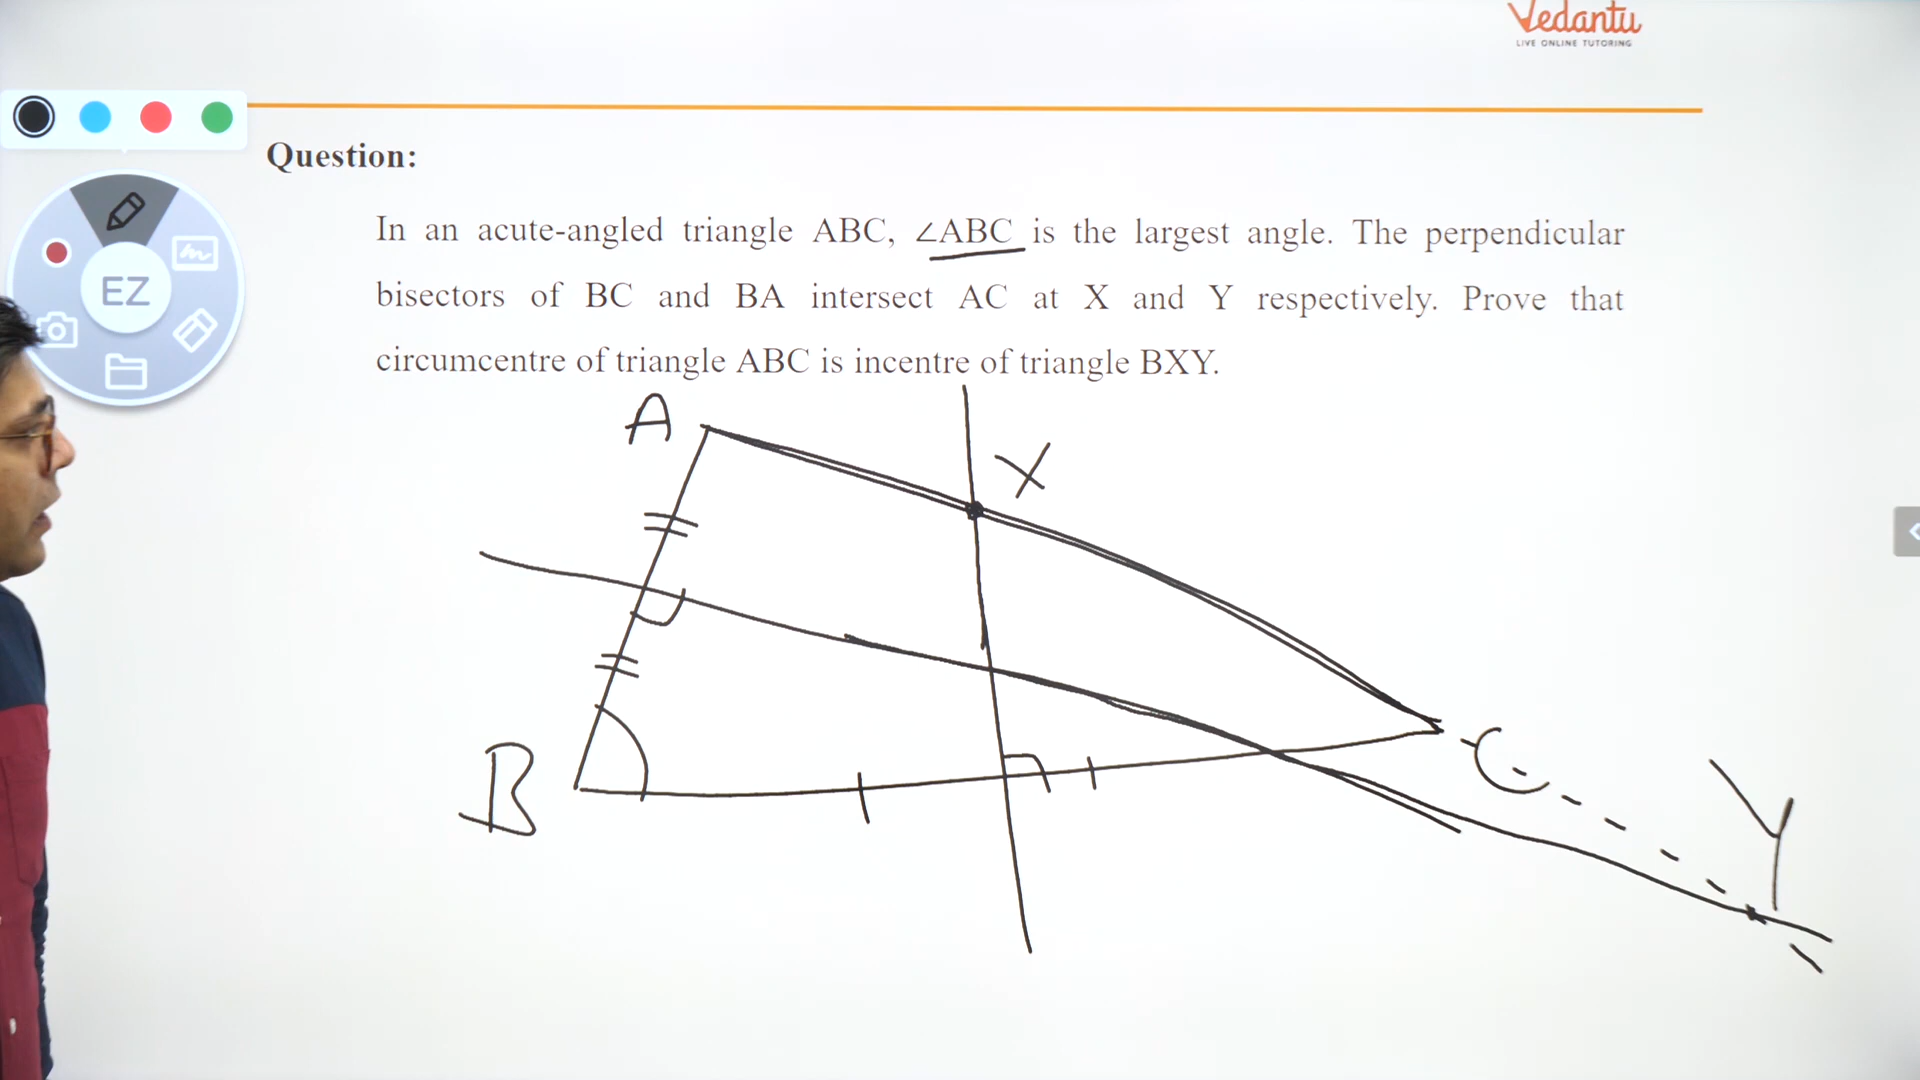 Vedantu
LIVE ONLINE TUTORING
Question:
EZ
In an acute-angled triangle ABC, ∠ABC is the largest angle. The perpendicular
bisectors of BC and BA intersect AC at X and Y respectively. Prove that
circumcentre of triangle ABC is incentre of triangle BXY.
A
X
B
C
Y